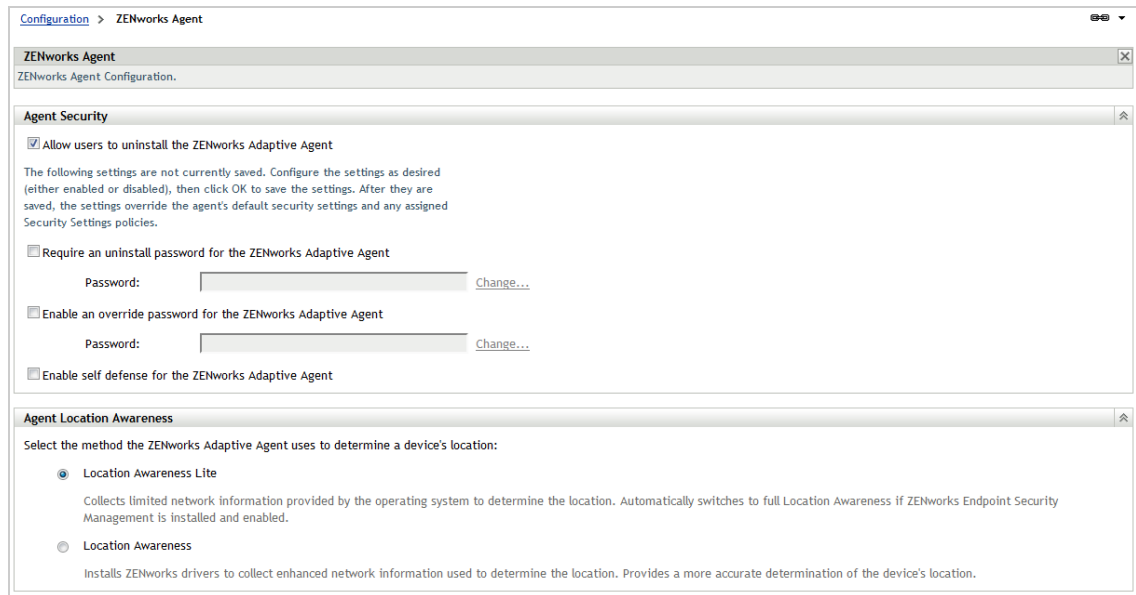 Configuration > ZENworks Agent
ZENworks Agent
ZENworks Agent Configuration.
Agent Security
Allow users to uninstall the ZENworks Adaptive Agent
The following settings are not currently saved. Configure the settings as desired
(either enabled or disabled), then click OK to save the settings. After they are
saved, the settings override the agent's default security settings and any assigned
Security Settings policies.
Require an uninstall password for the ZENworks Adaptive Agent
Password: Change...
Enable an override password for the ZENworks Adaptive Agent
Password: Change...
Enable self defense for the ZENworks Adaptive Agent
Agent Location Awareness
Select the method the ZENworks Adaptive Agent uses to determine a device's location:
Location Awareness Lite
Collects limited network information provided by the operating system to determine the location. Automatically switches to full Location Awareness if ZENworks Endpoint Security
Management is installed and enabled.
Location Awareness
Installs ZENworks drivers to collect enhanced network information used to determine the location. Provides a more accurate determination of the device's location.